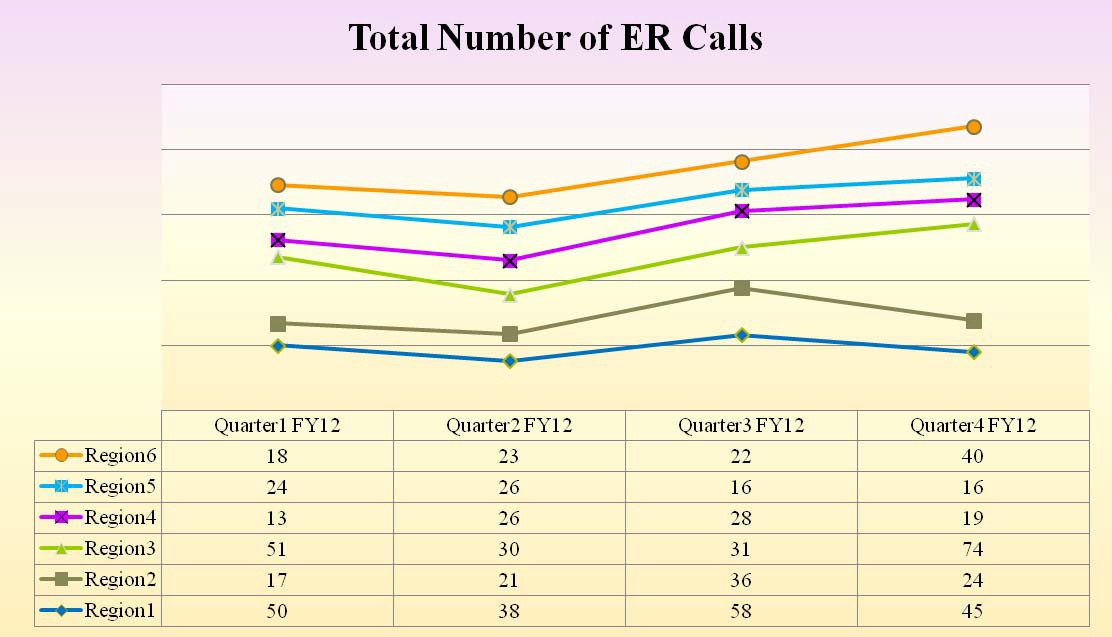 Total Number of ER Calls
Quarter1 FY12 Quarter2 FY12 Quarter3 FY12 Quarter4 FY12
Region6 18 23 22 40
Region5 24 26 16 16
Region4 13 26 28 19
Region3 51 30 31 74
Region2 17 21 36 24
Region1 50 38 58 45